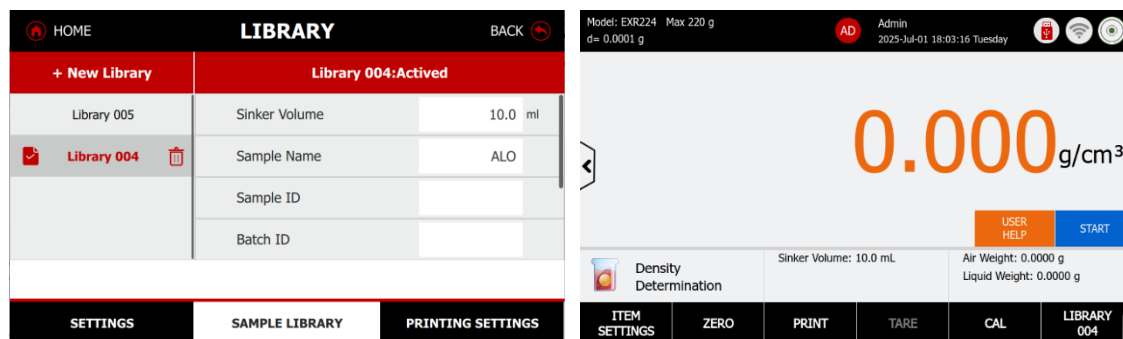 HOME
LIBRARY
BACK
+ New Library
Library 004:Actived
Library 005
Sinker Volume
10.0 ml
Library 004
Sample Name
ALO
Sample ID
Batch ID
SETTINGS
SAMPLE LIBRARY
PRINTING SETTINGS
Model: EXR224 Max 220 g
d= 0.0001 g
AD
Admin
2025-Jul-01 18:03:16 Tuesday
0.000 g/cm³
USER
HELP
START
Density
Determination
Sinker Volume: 10.0 mL
Air Weight: 0.0000 g
Liquid Weight: 0.0000 g
ITEM
SETTINGS
ZERO
PRINT
TARE
CAL
LIBRARY
004